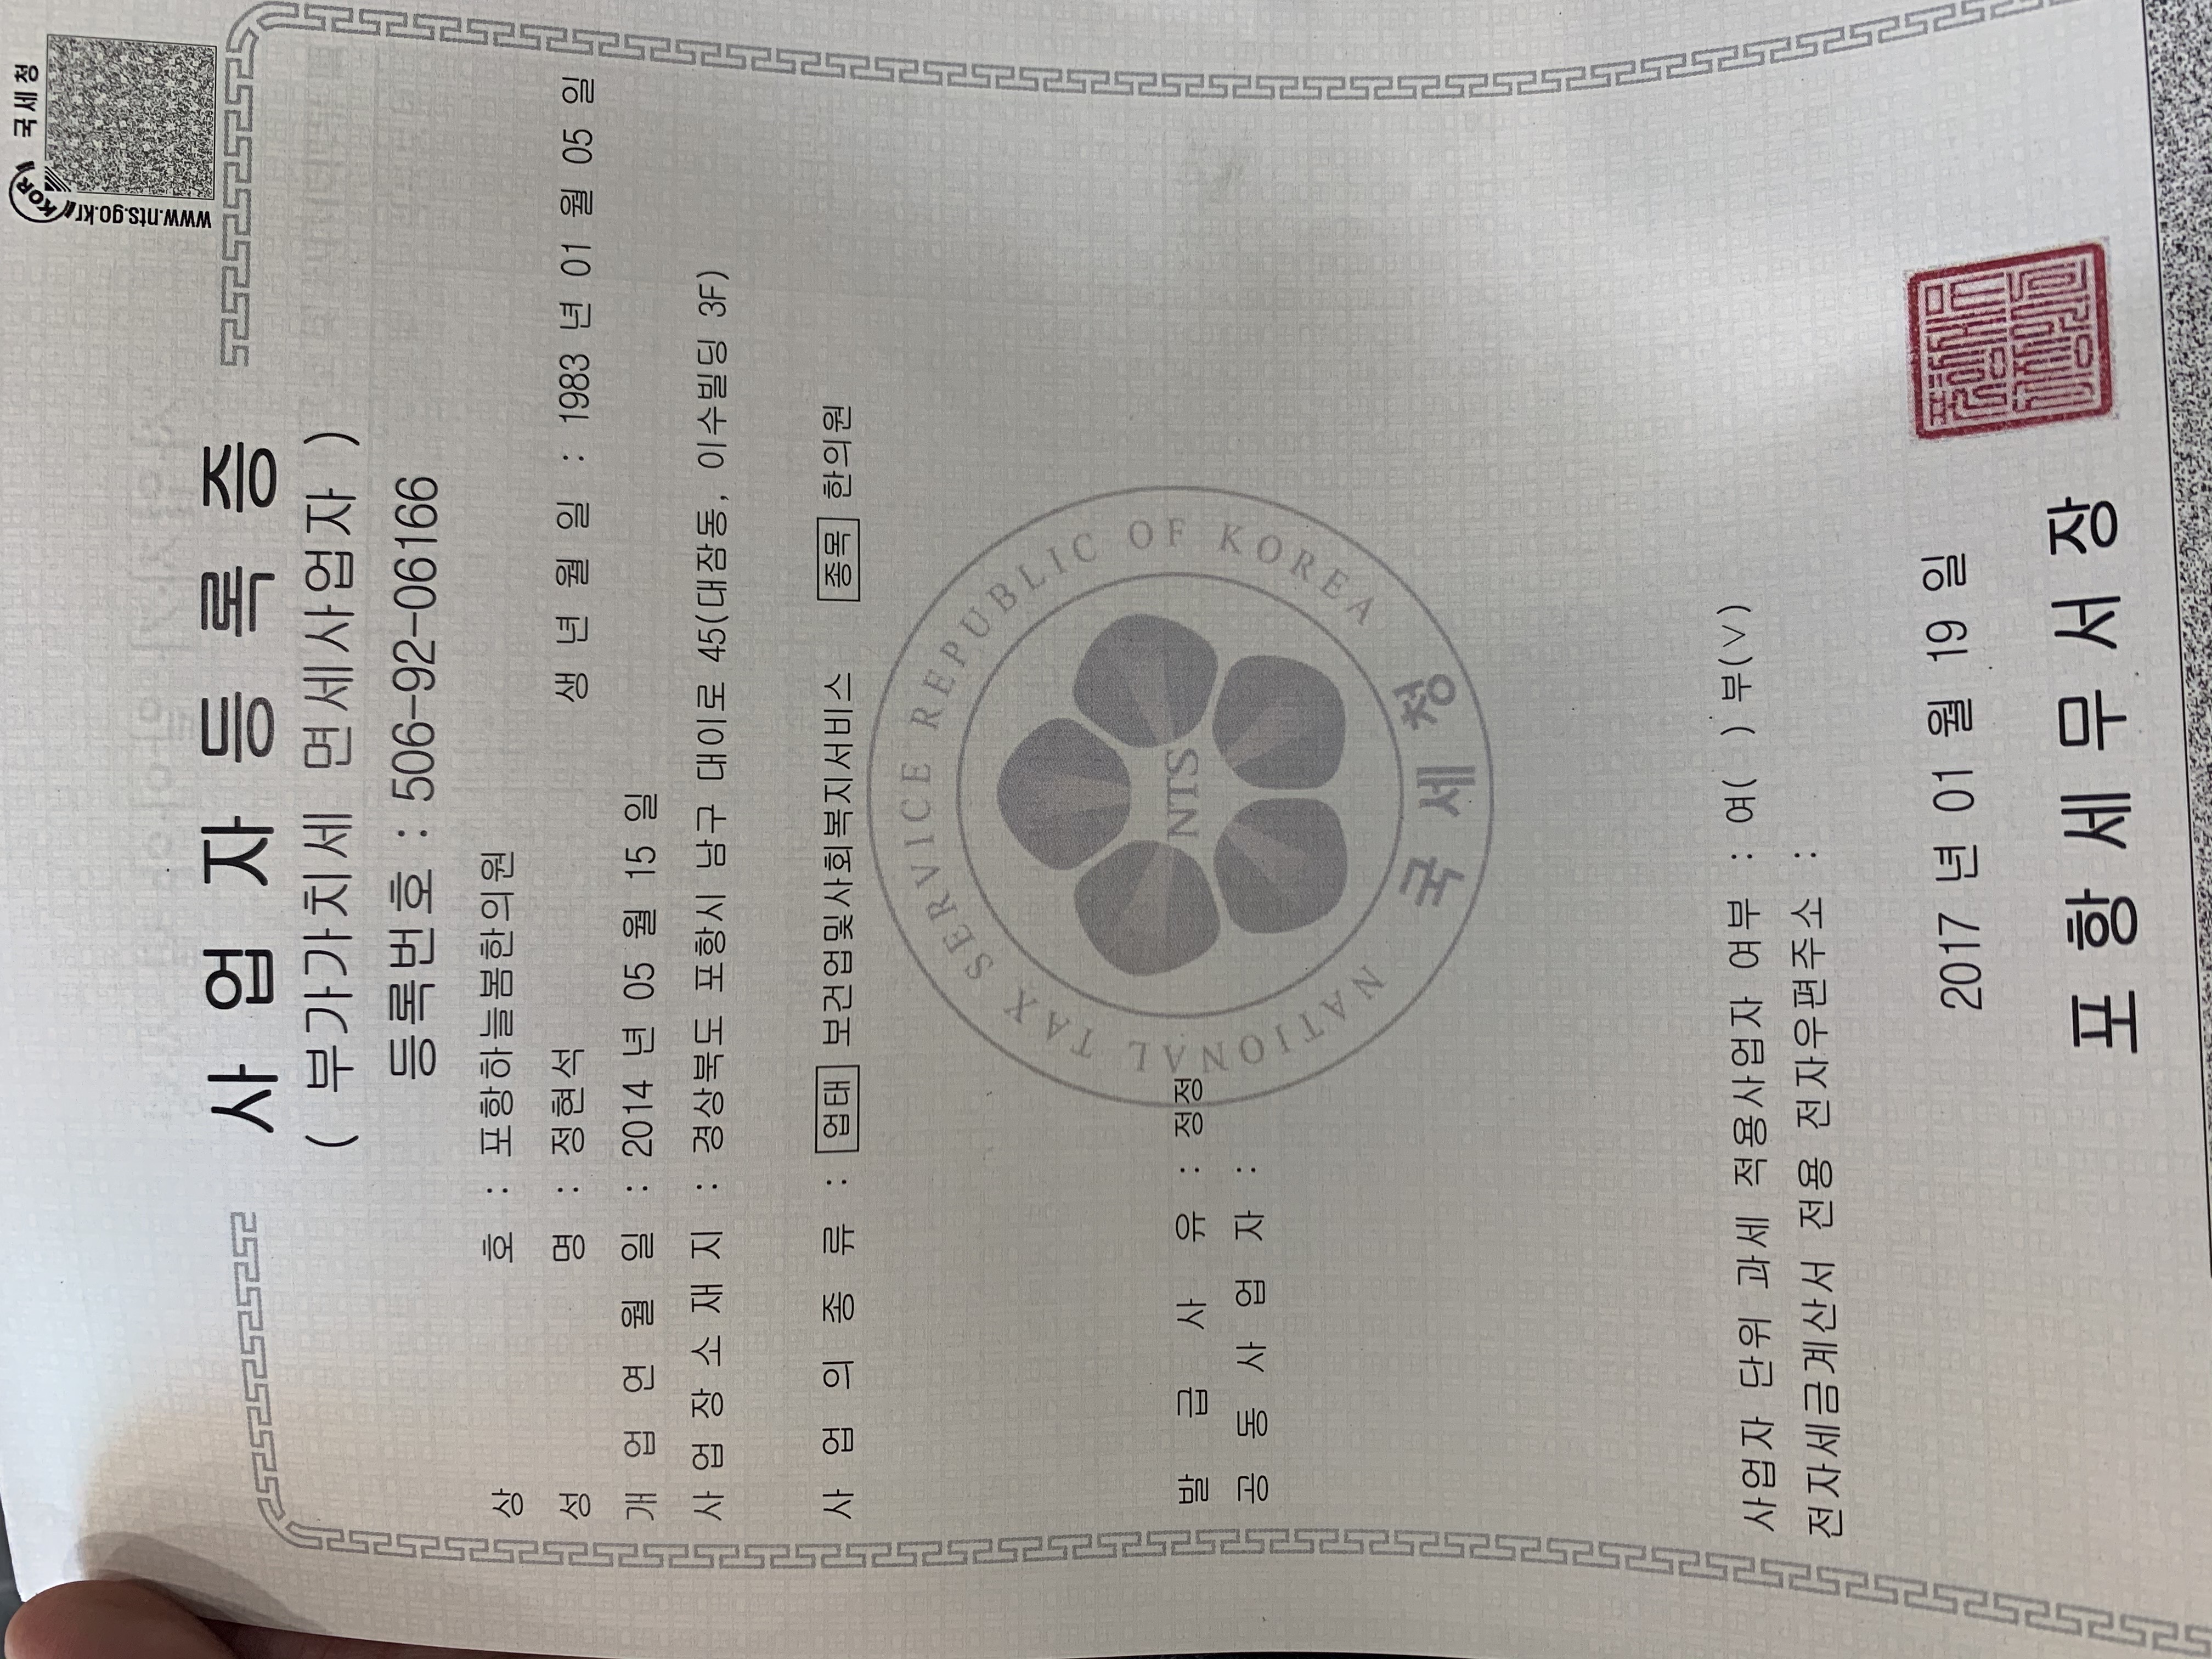 국세청
KOR
www.nts.go.kr
사업자등록증
( 부가가치세 면세사업자 )
등록번호 : 506-92-06166
상 호 : 포항하늘봄한의원
성 명 : 정현석 생 년 월 일 : 1983 년 01 월 05 일
개 업 연 월 일 : 2014 년 05 월 15 일
사 업 장 소 재 지 : 경상북도 포항시 남구 대이로 45(대잠동, 이수빌딩 3F)
사 업 의 종 류 : 업태 보건업및사회복지서비스 종목 한의원
NATIONAL TAX SERVICE REPUBLIC OF KOREA
NTS
발 급 사 유 : 정정
공 동 사 업 자 :
국세청
사업자 단위 과세 적용사업자 여부 : 여( ) 부(∨)
전자세금계산서 전용 전자우편주소 :
2017 년 01 월 19 일
포항세무서장